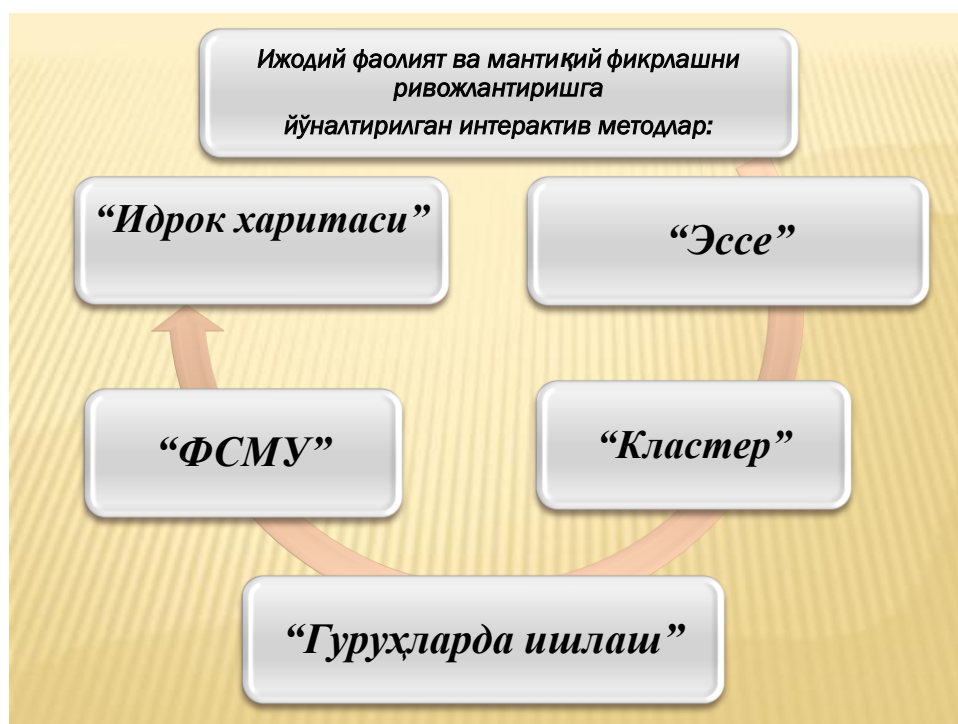 Ижодий фаолият ва мантиқий фикрлашни
ривожлантиришга
йўналтирилган интерактив методлар:
“Идрок харитаси”
“Эссе”
“ФСМУ”
“Кластер”
“Гуруҳларда ишлаш”